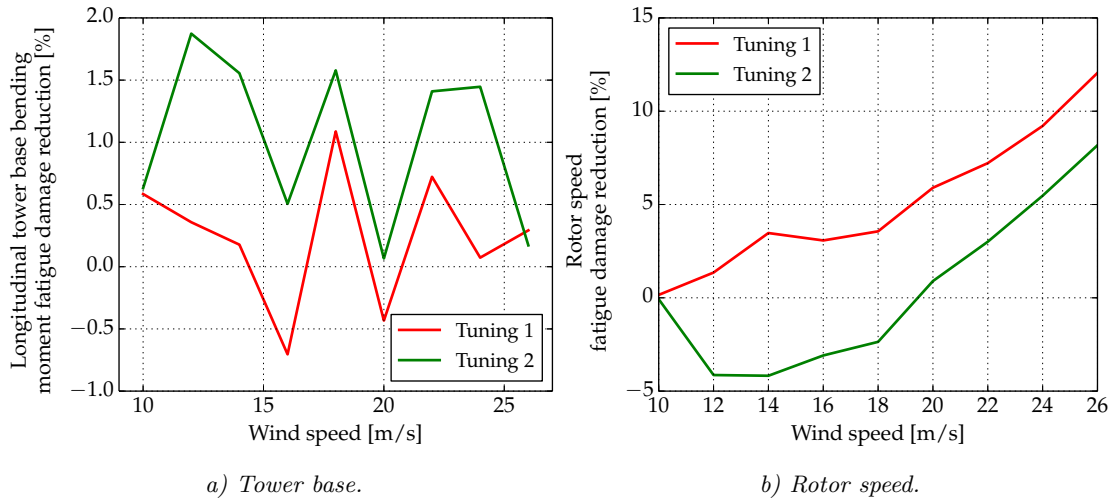 Longitudinal tower base bending
moment fatigue damage reduction [%]
2.0
1.5
1.0
0.5
0.0
−0.5
−1.0
Tuning 1
Tuning 2
10
15
20
25
Wind speed [m/s]
a) Tower base.
Rotor speed
fatigue damage reduction [%]
15
10
5
0
−5
Tuning 1
Tuning 2
10
12
14
16
18
20
22
24
26
Wind speed [m/s]
b) Rotor speed.